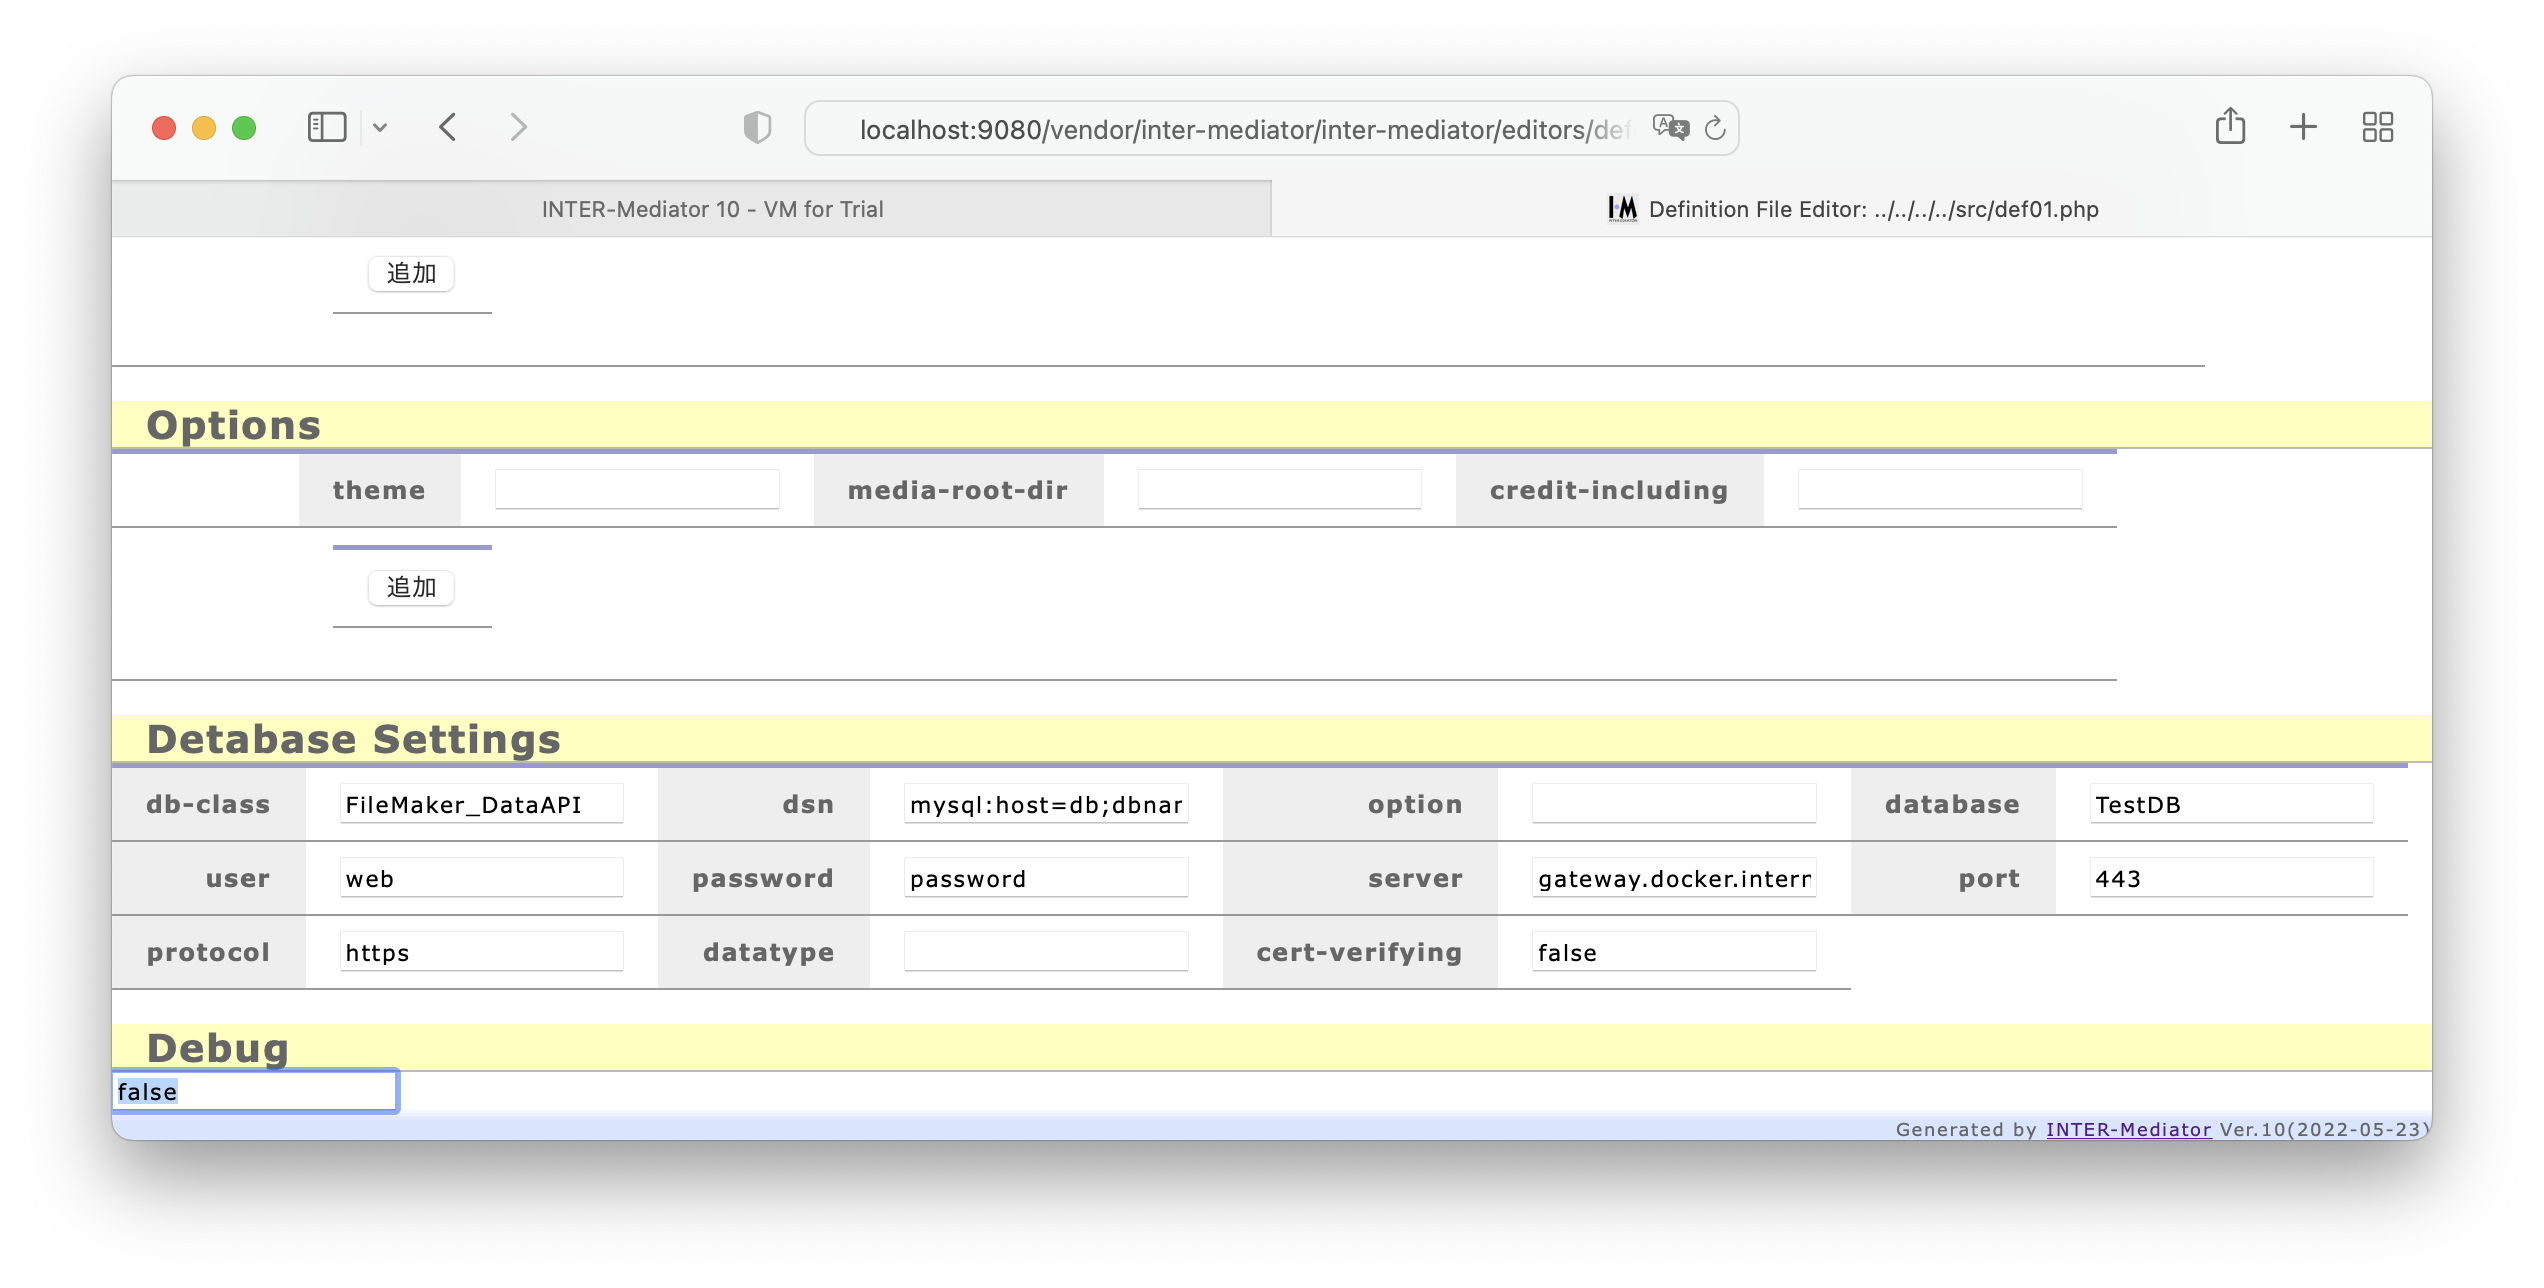 localhost:9080/vendor/inter-mediator/inter-mediator/editors/def
INTER-Mediator 10 - VM for Trial
Definition File Editor: ../../../../src/def01.php
追加
Options
theme media-root-dir credit-including
追加
Detabase Settings
db-class FileMaker_DataAPI dsn mysql:host=db;dbnar option database TestDB
user web password password server gateway.docker.intern port 443
protocol https datatype cert-verifying false
Debug
false
Generated by INTER-Mediator Ver.10(2022-05-23)